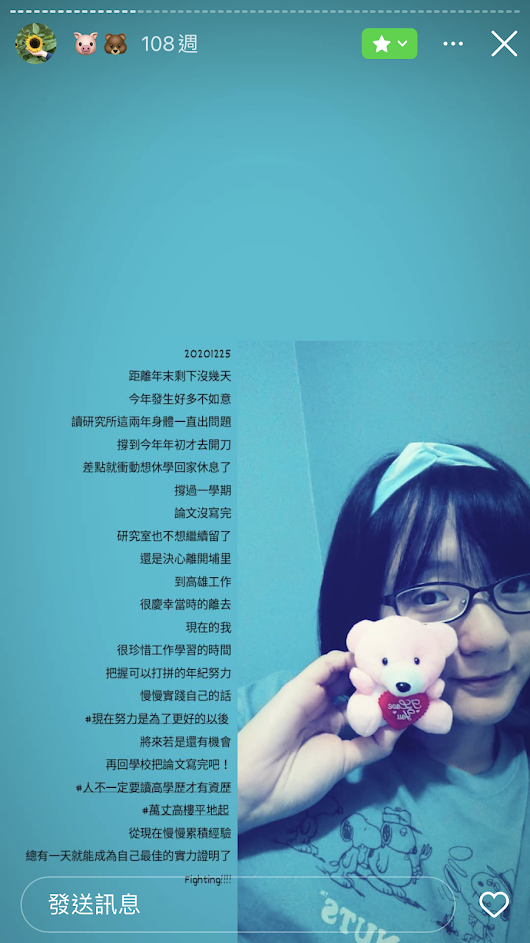 108週
20201225
距離年末剩下沒幾天
今年發生好多不如意
讀研究所這兩年身體一直出問題
撐到今年年初才去開刀
差點就衝動想休學回家休息了
撐過一學期
論文沒寫完
研究室也不想繼續留了
還是決心離開埔里
到高雄工作
很慶幸當時的離去
現在的我
很珍惜工作學習的時間
把握可以打拼的年紀努力
慢慢實踐自己的話
#現在努力是為了更好的以後
將來若是還有機會
再回學校把論文寫完吧！
#人不一定要讀高學歷才有資歷
#萬丈高樓平地起
從現在慢慢累積經驗
總有一天就能成為自己最佳的實力證明了
Fighting!!!!
I Love You
NUTS
發送訊息